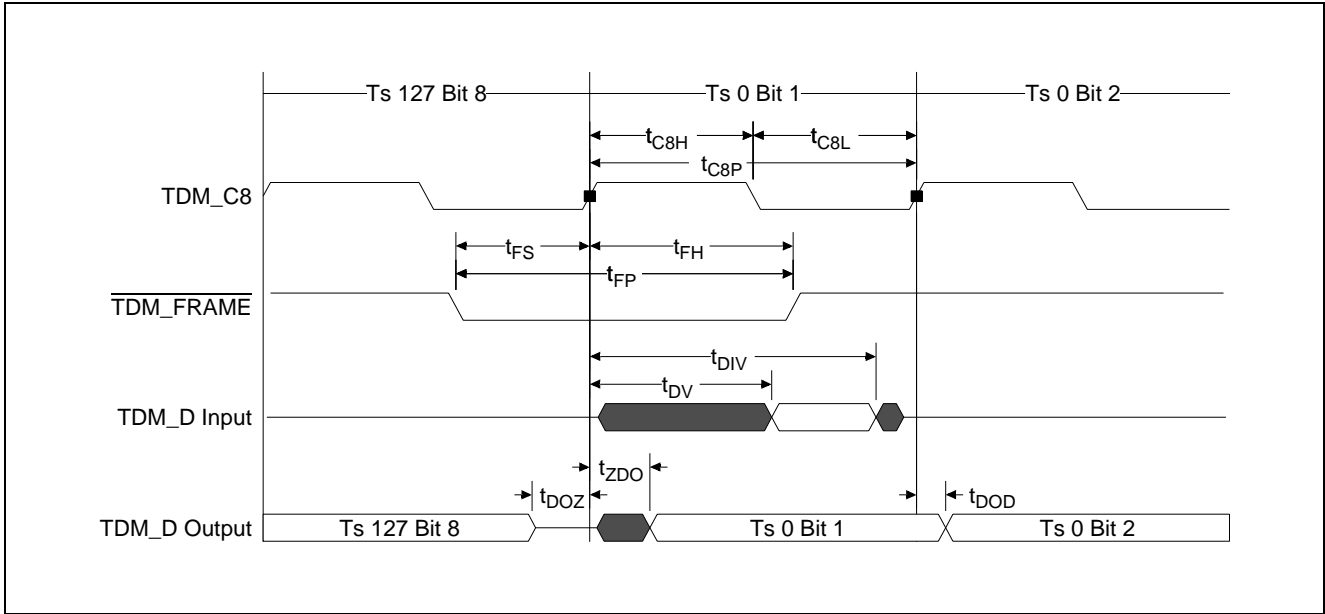 Ts 127 Bit 8 Ts 0 Bit 1 Ts 0 Bit 2
tC8H tC8L
tC8P
TDM_C8
tFS tFH
tFP
TDM_FRAME
tDIV
tDV
TDM_D Input
tZDO
tDOZ tDOD
TDM_D Output Ts 127 Bit 8 Ts 0 Bit 1 Ts 0 Bit 2